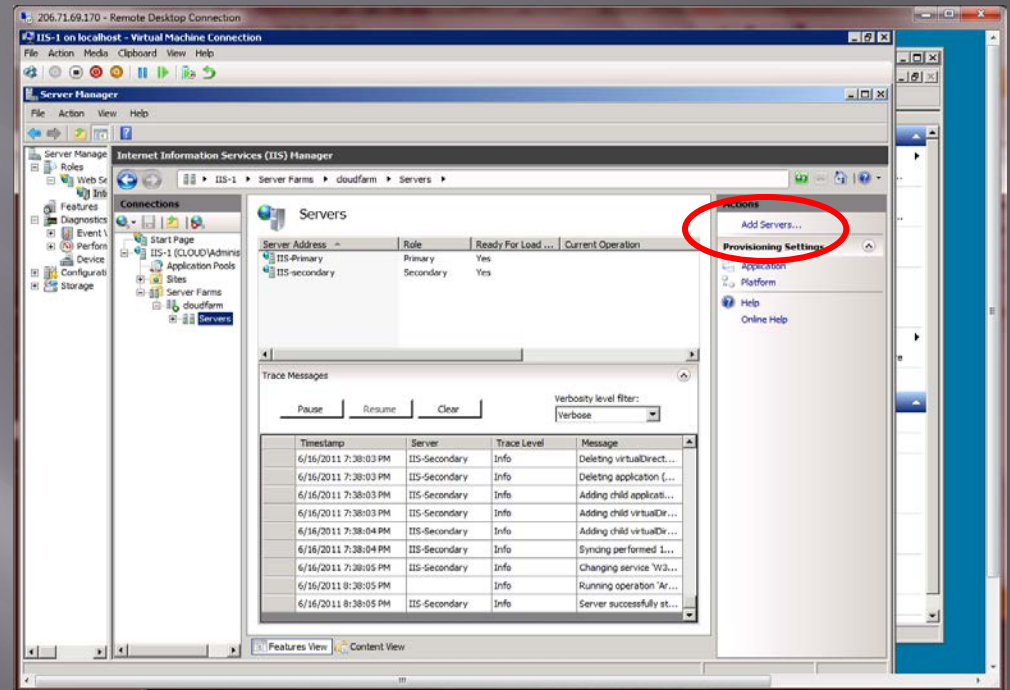 206.71.69.170 - Remote Desktop Connection
IIS-1 on localhost - Virtual Machine Connection
File Action Media Clipboard View Help
Server Manager
File Action View Help
Server Manage
Roles
Web Se
Features
Diagnostics
Event \
Perform
Device
Configurati
Storage
Internet Information Services (IIS) Manager
IIS-1 Server Farms cloudfarm Servers
Connections
Start Page
IIS-1 (CLOUD\Adminis
Application Pools
Sites
Server Farms
cloudfarm
Servers
Servers
Server Address Role Ready For Load ... Current Operation
IIS-Primary Primary Yes
IIS-secondary Secondary Yes
Trace Messages
Pause Resume Clear
Verbosity level filter:
Verbose
Timestamp Server Trace Level Message
6/16/2011 7:38:03 PM IIS-Secondary Info Deleting virtualDirect...
6/16/2011 7:38:03 PM IIS-Secondary Info Deleting application (...
6/16/2011 7:38:03 PM IIS-Secondary Info Adding child applicati...
6/16/2011 7:38:03 PM IIS-Secondary Info Adding child virtualDir...
6/16/2011 7:38:04 PM IIS-Secondary Info Adding child virtualDir...
6/16/2011 7:38:04 PM IIS-Secondary Info Syncing performed 1...
6/16/2011 7:38:05 PM IIS-Secondary Info Changing service 'W3...
6/16/2011 8:38:05 PM Info Running operation 'Ar...
6/16/2011 8:38:05 PM IIS-Secondary Info Server successfully st...
Features View Content View
Actions
Add Servers...
Provisioning Settings
Application
Platform
Help
Online Help